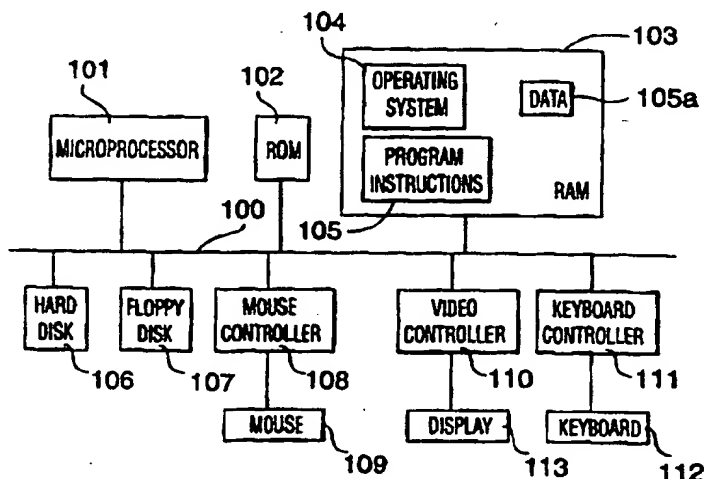 104
103
101
102
OPERATING
SYSTEM
DATA
105a
MICROPROCESSOR
ROM
PROGRAM
INSTRUCTIONS
RAM
100
105
HARD
DISK
FLOPPY
DISK
MOUSE
CONTROLLER
VIDEO
CONTROLLER
KEYBOARD
CONTROLLER
106
107
108
110
111
MOUSE
DISPLAY
KEYBOARD
109
113
112